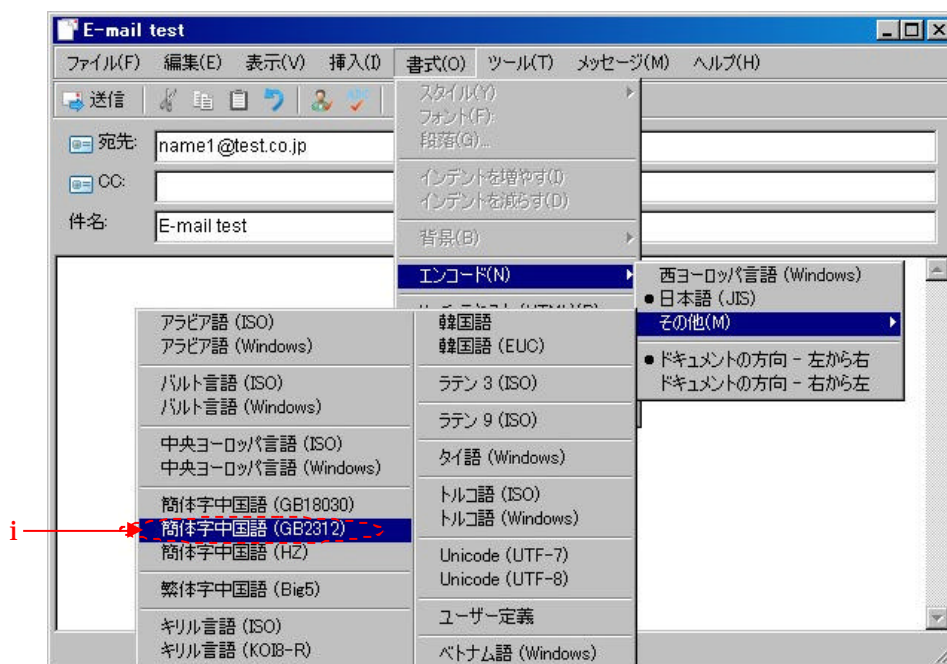 E-mail test
ファイル(F) 編集(E) 表示(V) 挿入(I) 書式(O) ツール(T) メッセージ(M) ヘルプ(H)
送信
宛先:
name1@test.co.jp
CC:
件名:
E-mail test
スタイル(Y)
フォント(F):
段落(G)...
インデントを増やす(I)
インデントを減らす(D)
背景(B)
エンコード(N)
西ヨーロッパ言語 (Windows)
● 日本語 (JIS)
その他(M)
● ドキュメントの方向 - 左から右
ドキュメントの方向 - 右から左
アラビア語 (ISO)
アラビア語 (Windows)
バルト言語 (ISO)
バルト言語 (Windows)
中央ヨーロッパ言語 (ISO)
中央ヨーロッパ言語 (Windows)
簡体字中国語 (GB18030)
i
簡体字中国語 (GB2312)
簡体字中国語 (HZ)
繁体字中国語 (Big5)
キリル言語 (ISO)
キリル言語 (KOI8-R)
韓国語
韓国語 (EUC)
ラテン 3 (ISO)
ラテン 9 (ISO)
タイ語 (Windows)
トルコ語 (ISO)
トルコ語 (Windows)
Unicode (UTF-7)
Unicode (UTF-8)
ユーザー定義
ベトナム語 (Windows)